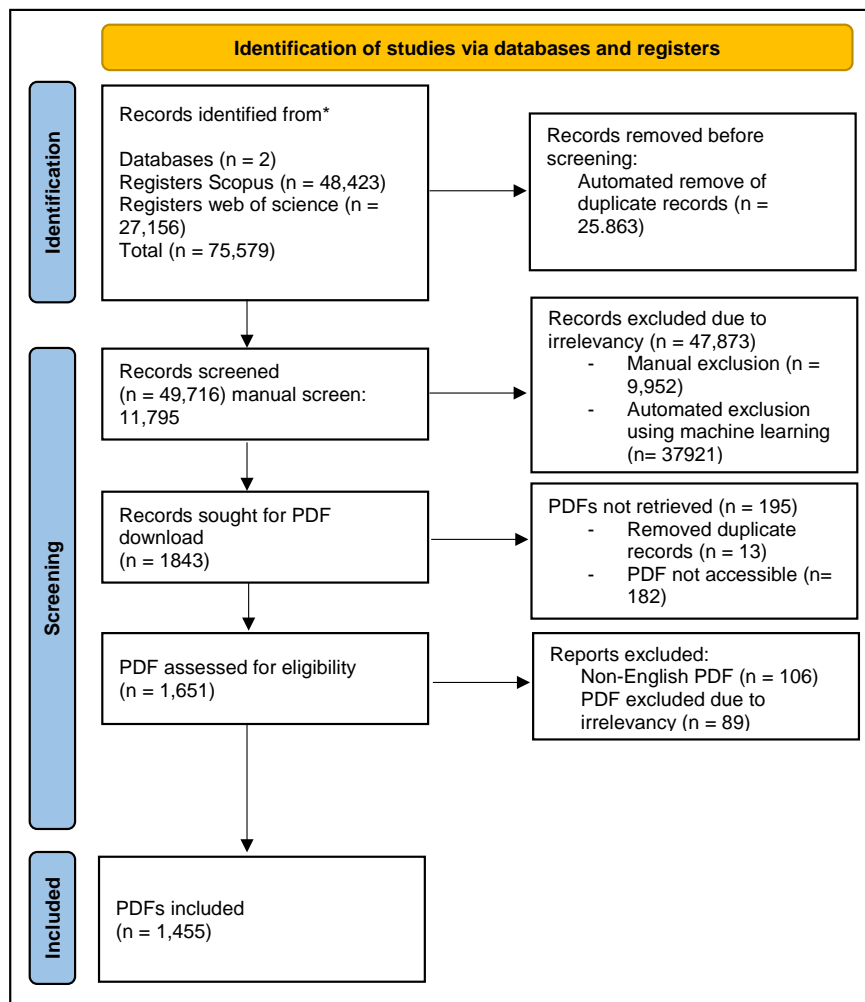 Identification of studies via databases and registers
Identification
Records identified from*
Databases (n = 2)
Registers Scopus (n = 48,423)
Registers web of science (n =
27,156)
Total (n = 75,579)
Records removed before
screening:
Automated remove of
duplicate records (n =
25.863)
Screening
Records screened
(n = 49,716) manual screen:
11,795
Records excluded due to
irrelevancy (n = 47,873)
- Manual exclusion (n =
9,952)
- Automated exclusion
using machine learning
(n= 37921)
Records sought for PDF
download
(n = 1843)
PDFs not retrieved (n = 195)
- Removed duplicate
records (n = 13)
- PDF not accessible (n=
182)
PDF assessed for eligibility
(n = 1,651)
Reports excluded:
Non-English PDF (n = 106)
PDF excluded due to
irrelevancy (n = 89)
Included
PDFs included
(n = 1,455)